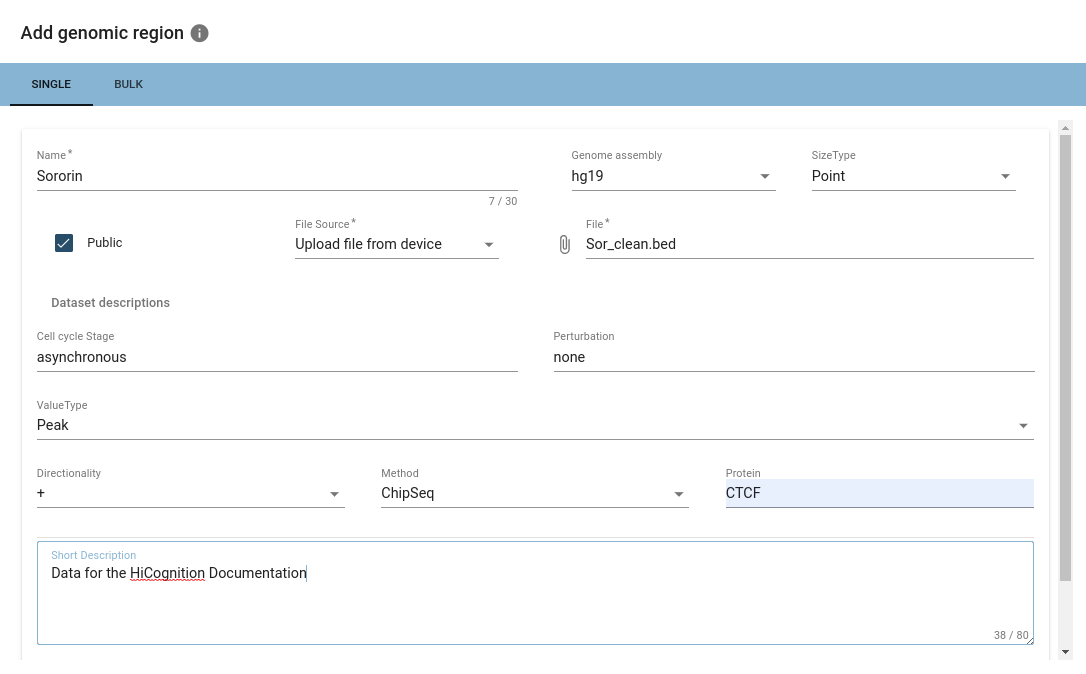 Add genomic region
SINGLE BULK
Name* Genome assembly SizeType
Sororin hg19 Point
7 / 30
Public File Source* File*
Upload file from device Sor_clean.bed
Dataset descriptions
Cell cycle Stage Perturbation
asynchronous none
ValueType
Peak
Directionality Method Protein
+ ChipSeq CTCF
Short Description
Data for the HiCognition Documentation
38 / 80